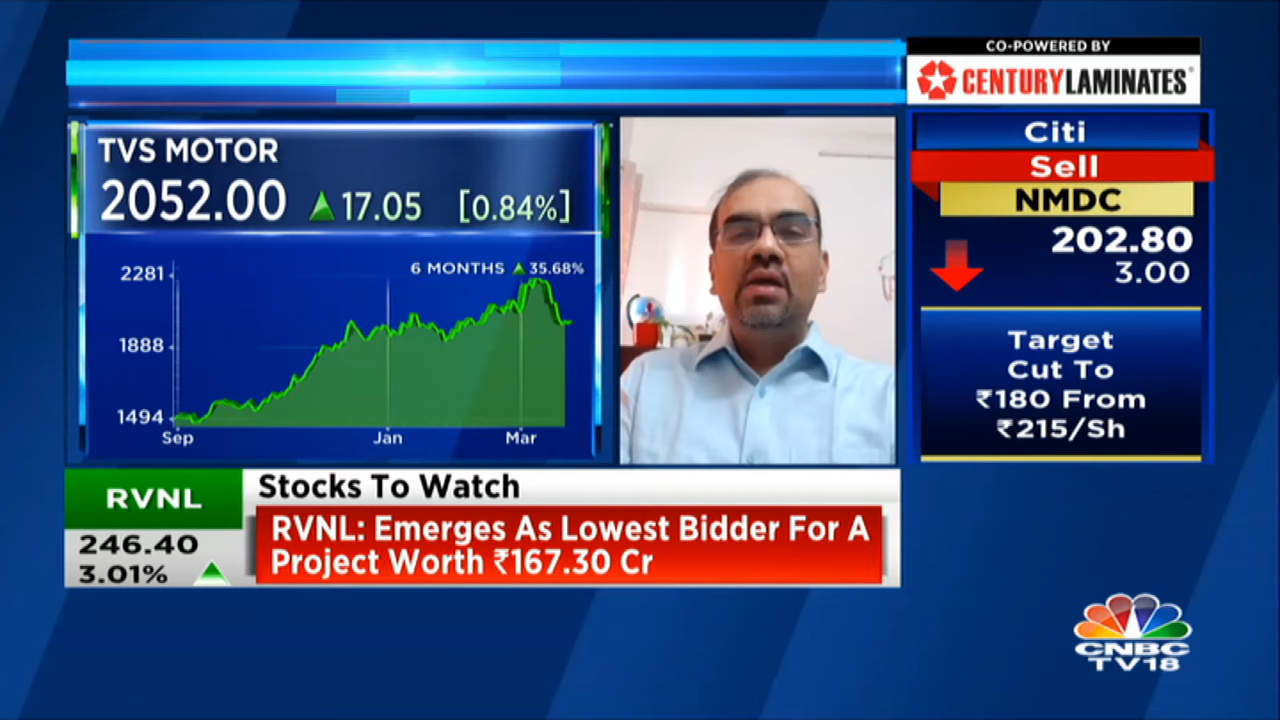 CO-POWERED BY
CENTURYLAMINATES
TVS MOTOR
2052.00 17.05 [0.84%]
6 MONTHS 35.68%
2281
1888
1494
Sep Jan Mar
Citi
Sell
NMDC
202.80
3.00
Target
Cut To
₹180 From
₹215/Sh
RVNL
246.40
3.01%
Stocks To Watch
RVNL: Emerges As Lowest Bidder For A
Project Worth ₹167.30 Cr
CNBC
TV18